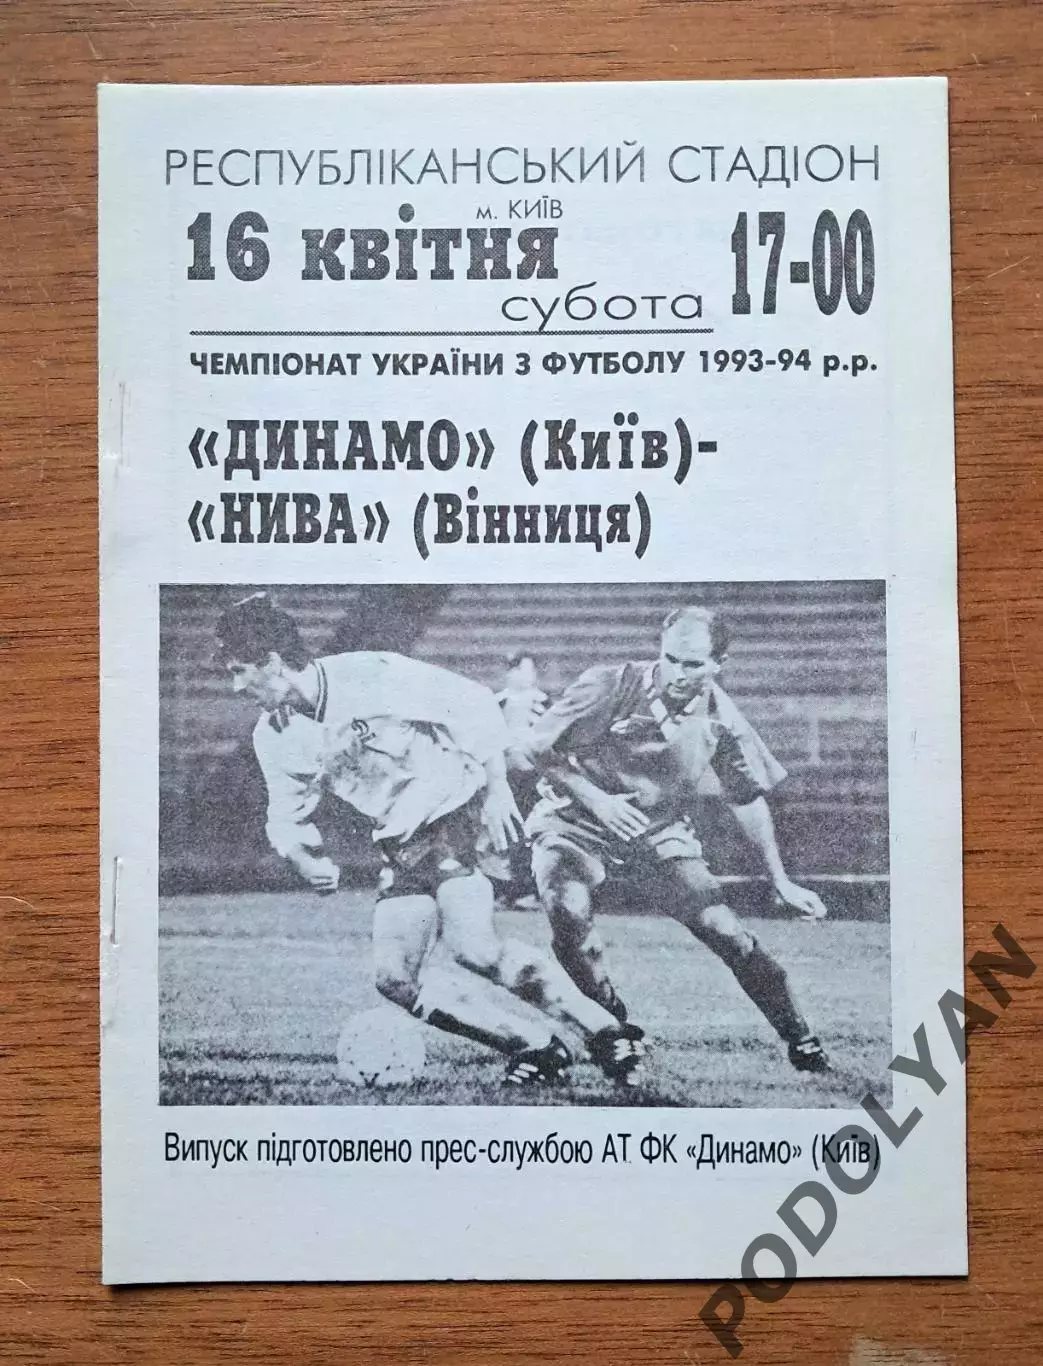 РЕСПУБЛІКАНСЬКИЙ СТАДІОН
м. КИЇВ
16 КВІТНЯ
субота
17-00
ЧЕМПІОНАТ УКРАЇНИ З ФУТБОЛУ 1993-94 р.р.
«ДИНАМО» (Київ)-
«НИВА» (Вінниця)
Випуск підготовлено прес-службою АТ ФК «Динамо» (Київ)
PODOLYAN